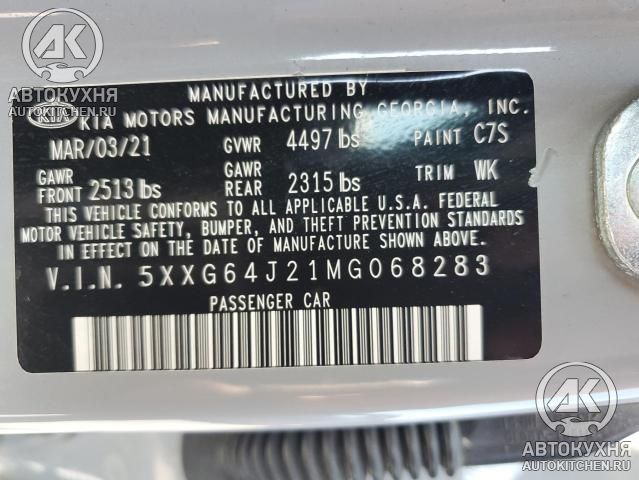 АК
АВТОКУХНЯ
AUTOKITCHEN.RU
MANUFACTURED BY
KIA KIA MOTORS MANUFACTURING GEORGIA, INC.
MAR/03/21 GVWR 4497 lbs PAINT C7S
GAWR FRONT 2513 lbs GAWR REAR 2315 lbs TRIM WK
THIS VEHICLE CONFORMS TO ALL APPLICABLE U.S.A. FEDERAL
MOTOR VEHICLE SAFETY, BUMPER, AND THEFT PREVENTION STANDARDS
IN EFFECT ON THE DATE OF MANUFACTURE SHOWN ABOVE.
V.I.N. 5XXG64J21MG068283
PASSENGER CAR
АК
АВТОКУХНЯ
AUTOKITCHEN.RU